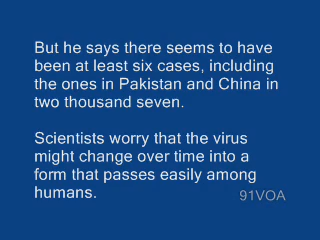 But he says there seems to have
been at least six cases, including
the ones in Pakistan and China in
two thousand seven.
Scientists worry that the virus
might change over time into a
form that passes easily among
humans.
91VOA